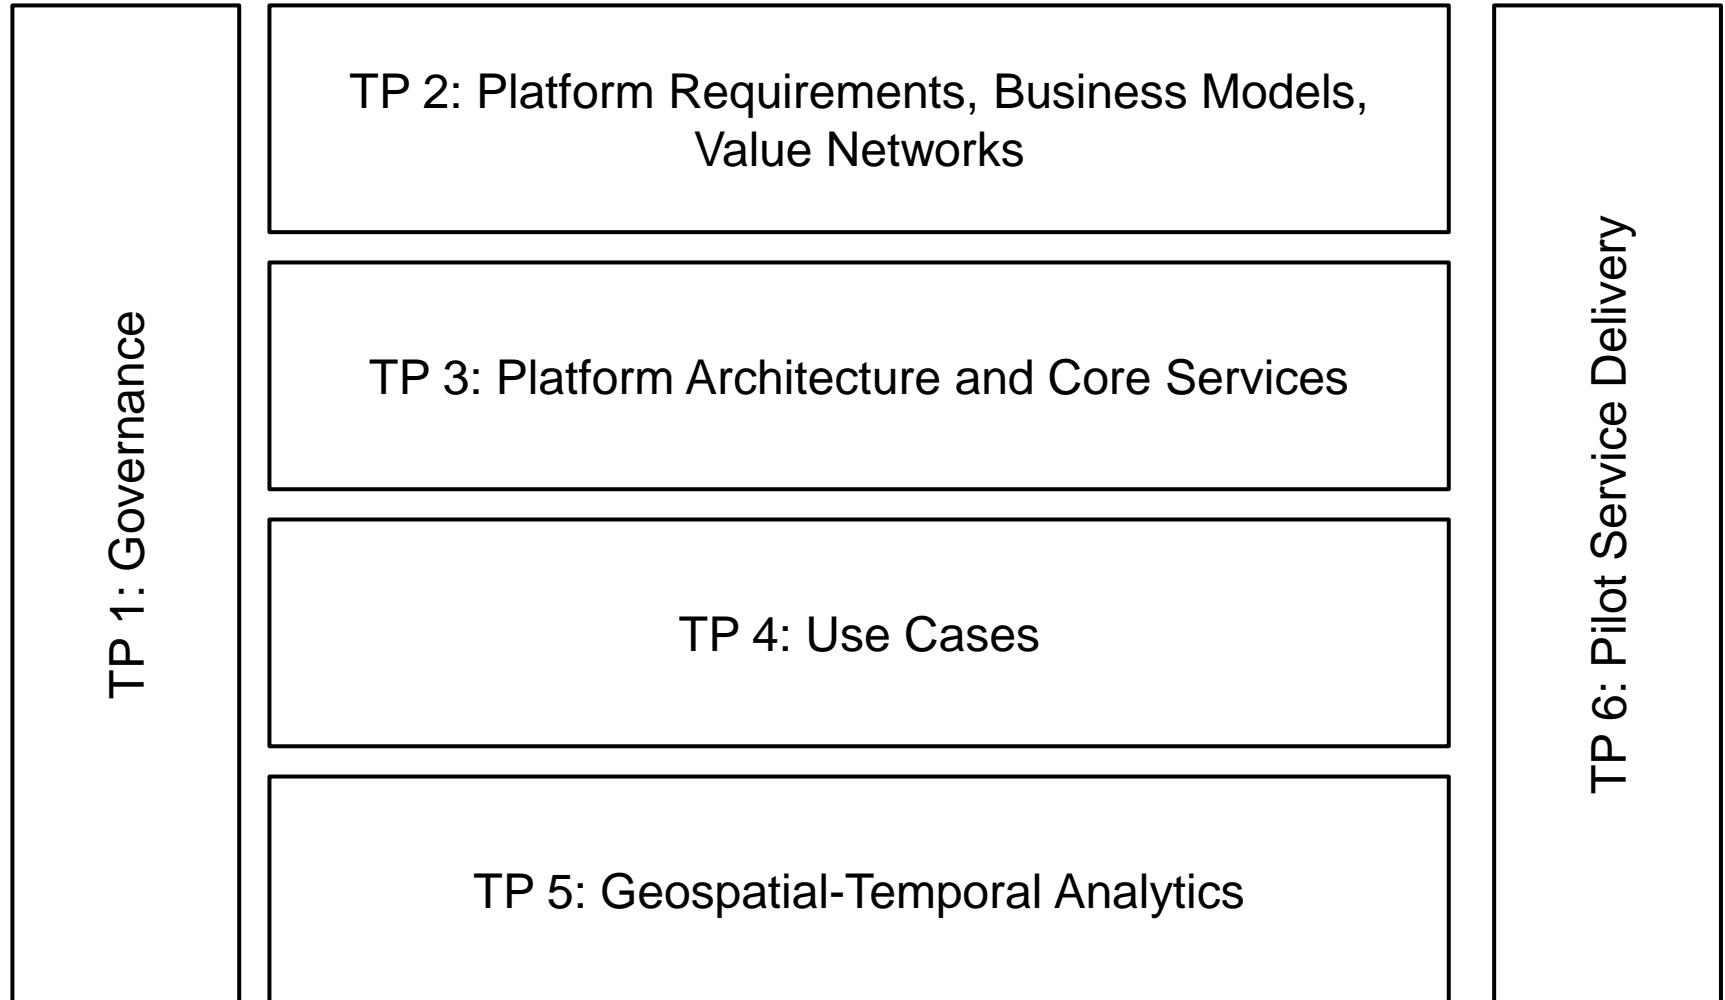 TP 1: Governance
TP 2: Platform Requirements, Business Models,
Value Networks
TP 3: Platform Architecture and Core Services
TP 4: Use Cases
TP 5: Geospatial-Temporal Analytics
TP 6: Pilot Service Delivery